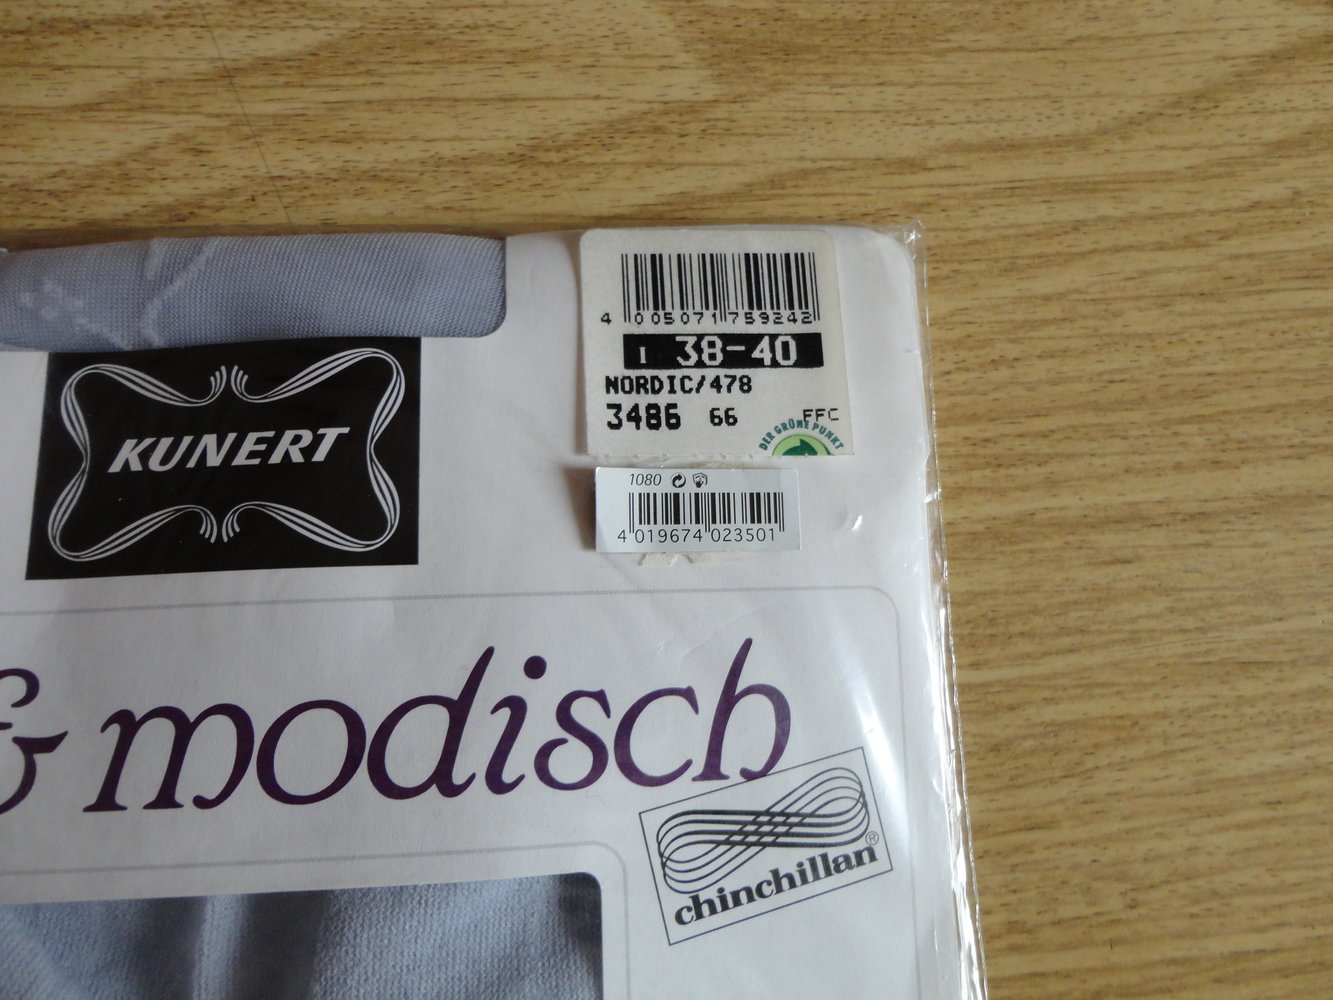 4 005071 759242
I 38-40
NORDIC/478
3486 66 FFC
DER GRÜNE PUNKT
KUNERT
1080
4 019674 023501
& modisch
chinchillan®